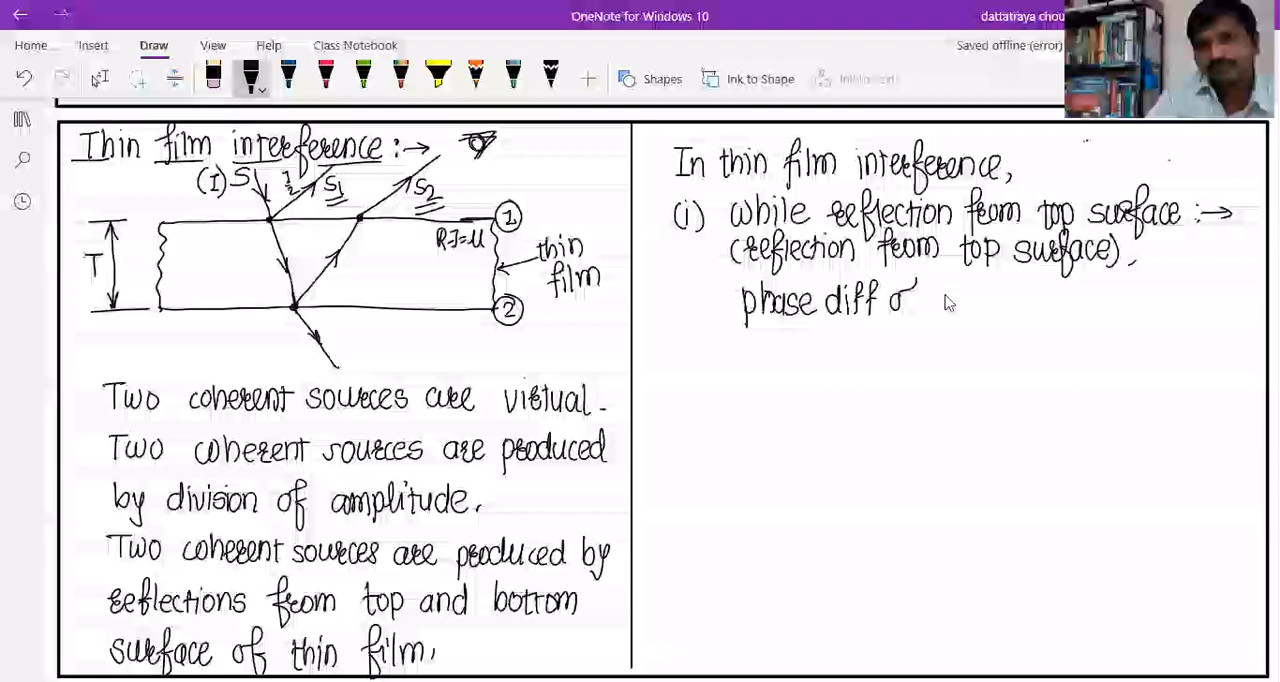 OneNote for Windows 10
dattatraya chou
Home Insert Draw View Help Class Notebook
Saved offline (error)
Shapes
Ink to Shape
Thin film interference :→
(I) S
I/2
S1
S2
1
T
R.I=μ
thin
film
2
Two coherent sources are virtual.
Two coherent sources are produced
by division of amplitude.
Two coherent sources are produced by
reflections from top and bottom
surface of thin film.
In thin film interference,
(i) While reflection from top surface :→
(reflection from top surface).
phase diff